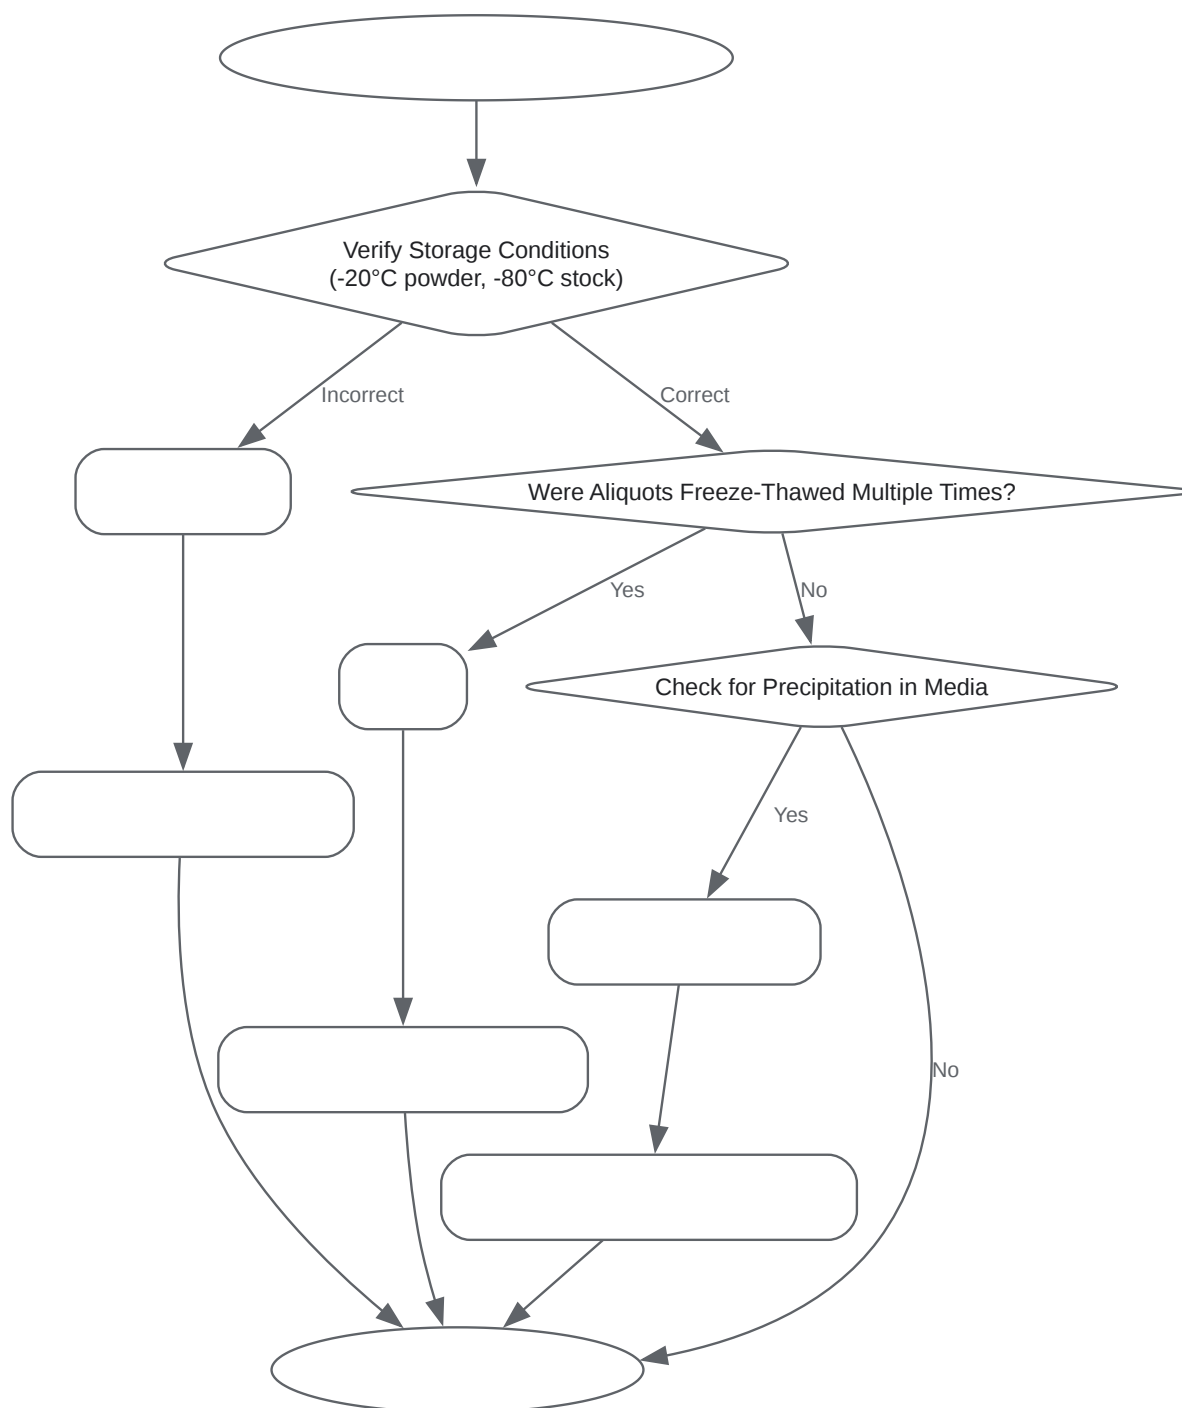 Verify Storage Conditions
(-20°C powder, -80°C stock)
Incorrect
Correct
Were Aliquots Freeze-Thawed Multiple Times?
Yes
No
Check for Precipitation in Media
Yes
No